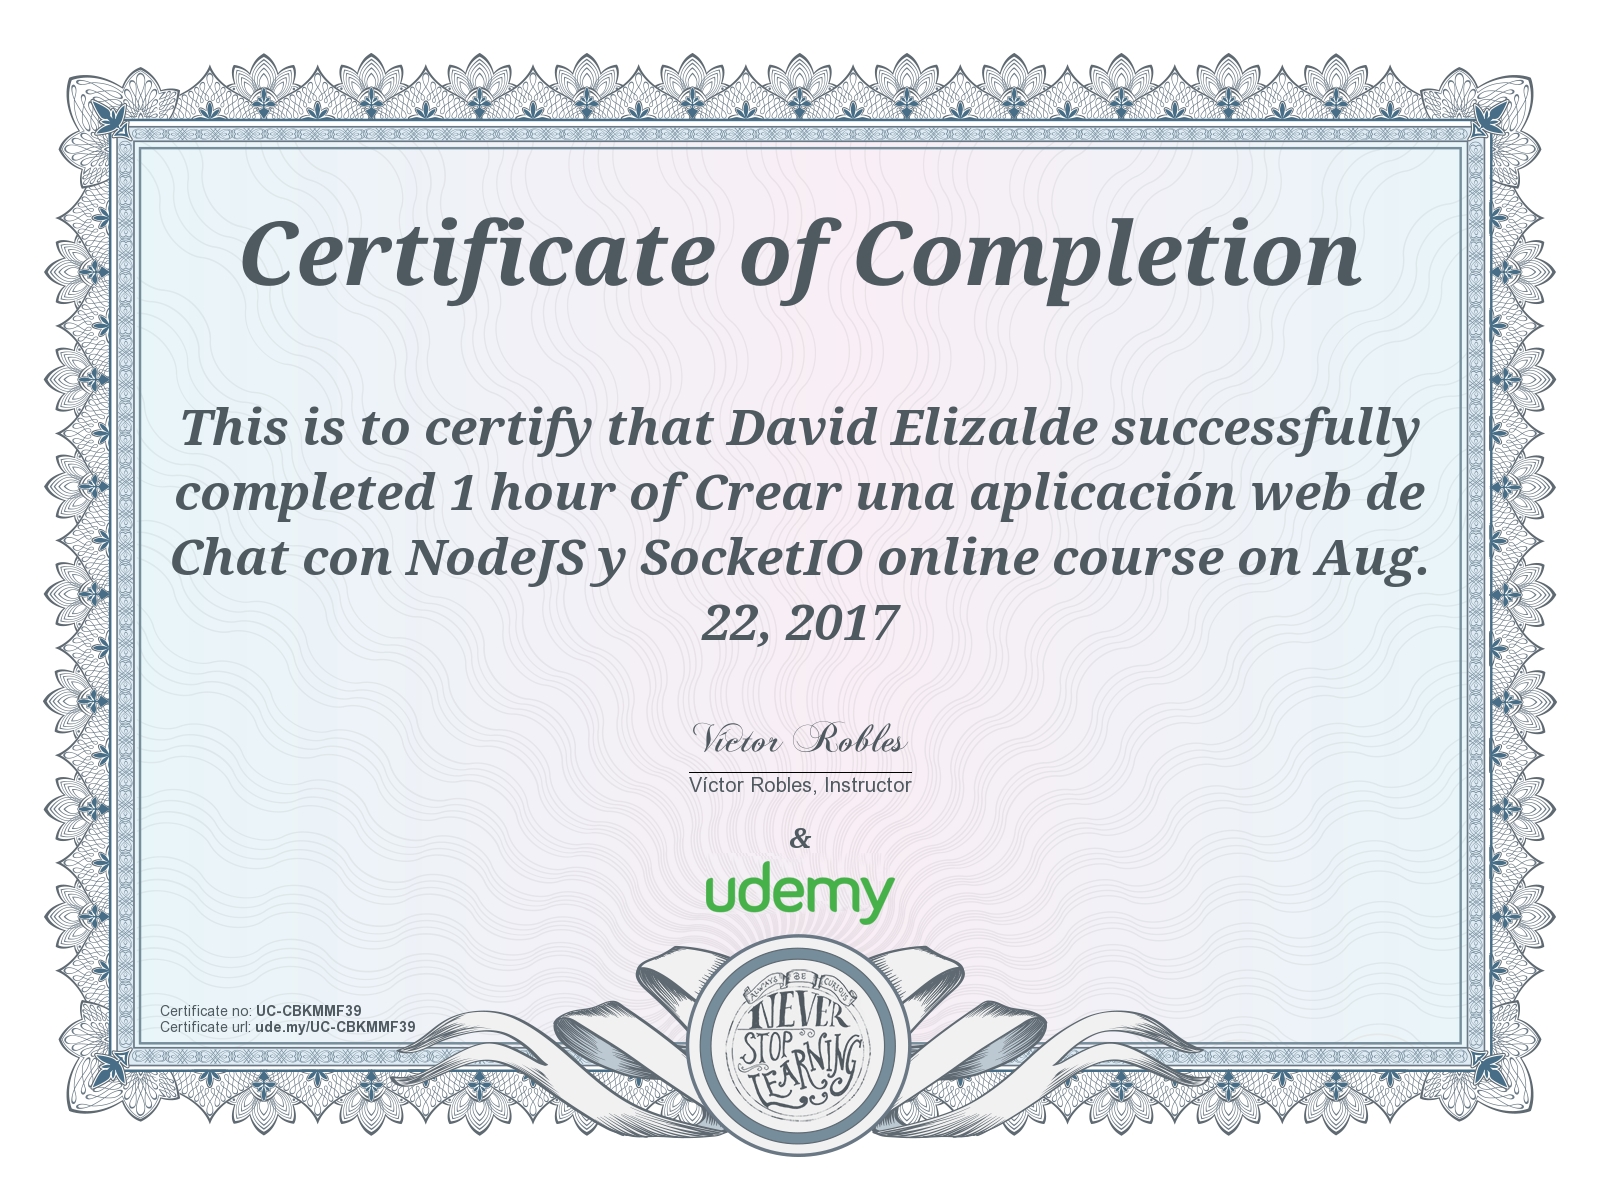 Certificate of Completion
This is to certify that David Elizalde successfully
completed 1 hour of Crear una aplicación web de
Chat con NodeJS y SocketIO online course on Aug.
22, 2017
Víctor Robles
Víctor Robles, Instructor
&
udemy
Certificate no: UC-CBKMMF39
Certificate url: ude.my/UC-CBKMMF39
ALWAYS BE CURIOUS
NEVER
STOP
LEARNING